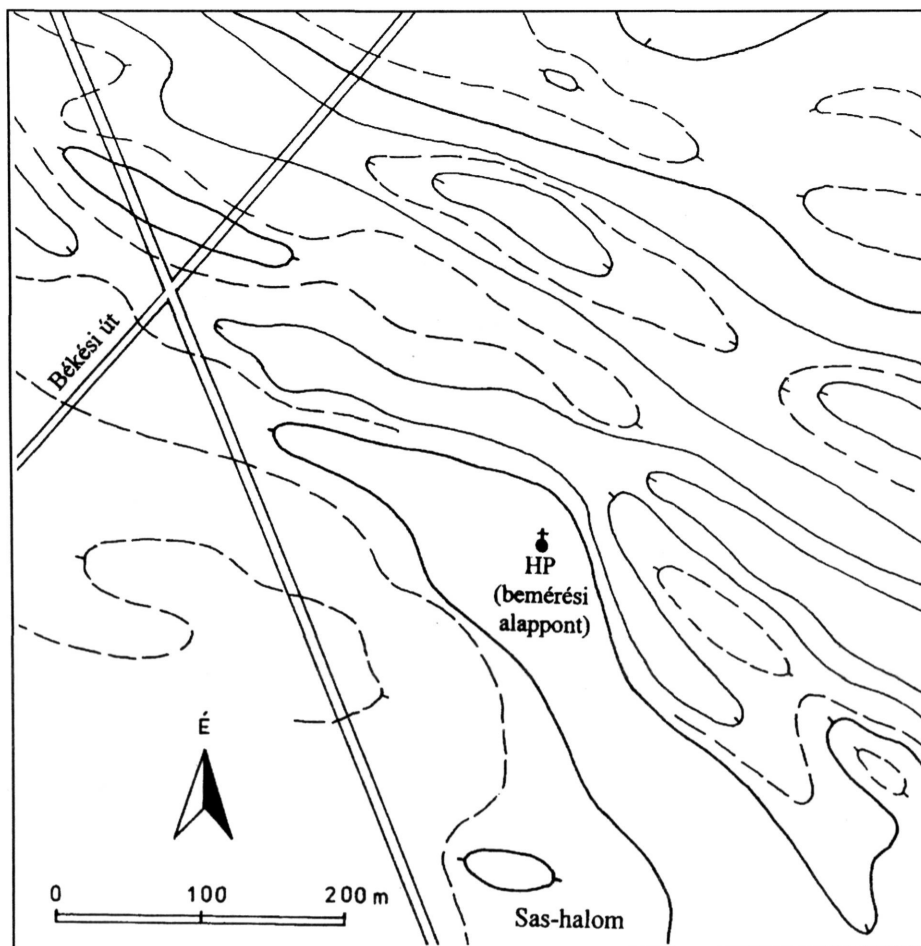 Békési út
HP
(bemérési
alappont)
É
0 100 200 m
Sas-halom